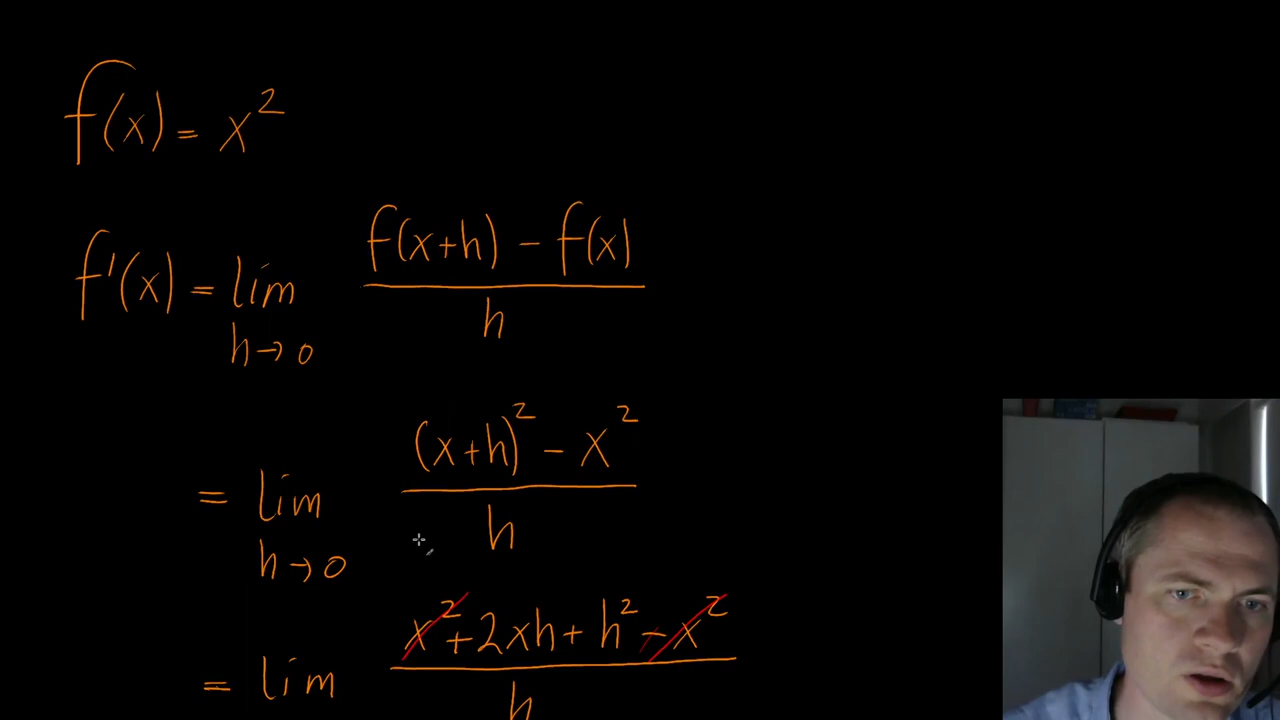 f(x) = x²
f'(x) = lim h→0 (f(x+h) - f(x))/h
= lim h→0 ((x+h)² - x²)/h
= lim (x² + 2xh + h² - x²)/h